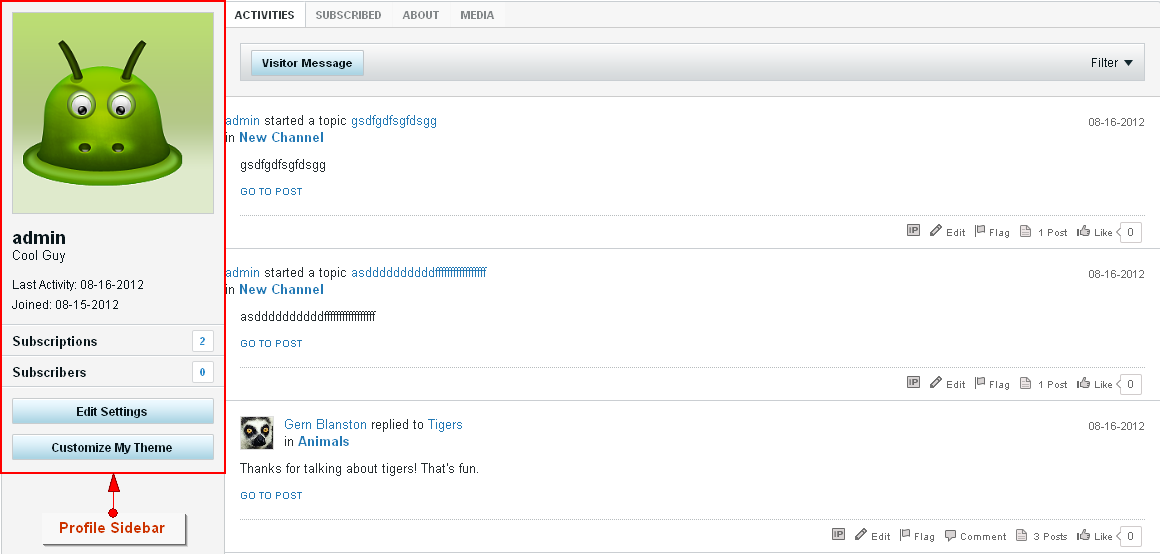 admin
Cool Guy
Last Activity: 08-16-2012
Joined: 08-15-2012
Subscriptions 2
Subscribers 0
Edit Settings
Customize My Theme
Profile Sidebar
ACTIVITIES SUBSCRIBED ABOUT MEDIA
Visitor Message Filter
admin started a topic gsdfgdfsgfdsgg 08-16-2012
in New Channel
gsdfgdfsgfdsgg
GO TO POST
IP Edit Flag 1 Post Like 0
08-16-2012
in New Channel
GO TO POST
IP Edit Flag 1 Post Like 0
Gern Blanston replied to Tigers 08-16-2012
in Animals
Thanks for talking about tigers! That's fun.
GO TO POST
IP Edit Flag Comment 3 Posts Like 0